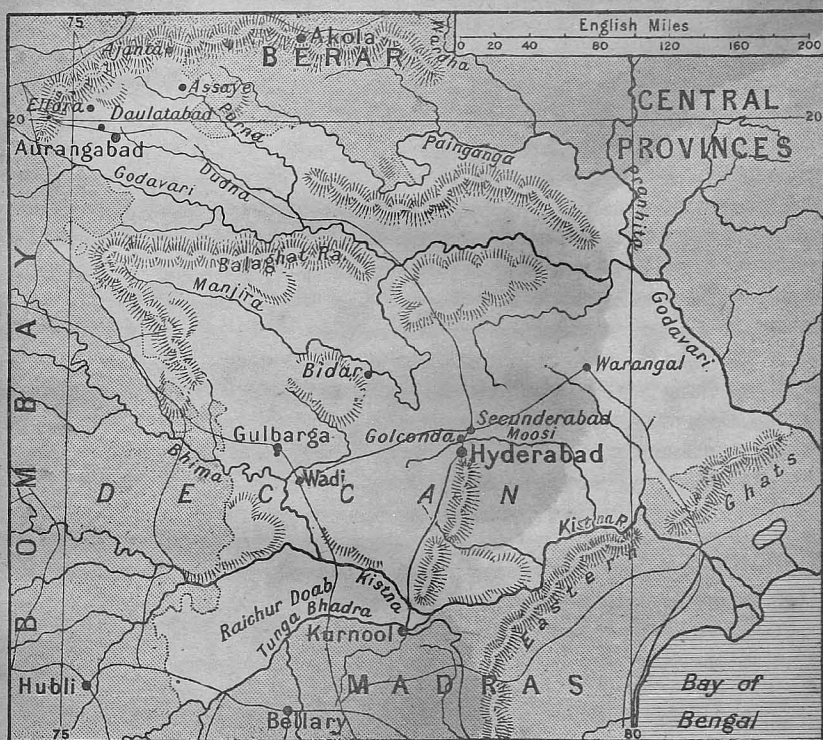 75
English Miles
0 20 40 80 120 160 200
Ajanta
Akola
Wardha
BERAR
Assaye
CENTRAL
Ellora
Daulatabad
Purna
20
20
Aurangabad
Painganga
PROVINCES
Godavari
Dudna
Pranhita
Balaghat Ra.
Manjira
Godavari
Bidar
Warangal
BOMBAY
Secunderabad
Gulbarga
Golconda
Moosi
Hyderabad
Bhima
Wadi
DECCAN
Ghats
Kistna R.
Eastern
Kistna
Raichur Doab
Tunga Bhadra
Kurnool
Hubli
MADRAS
Bay of
Bengal
Bellary
75
80